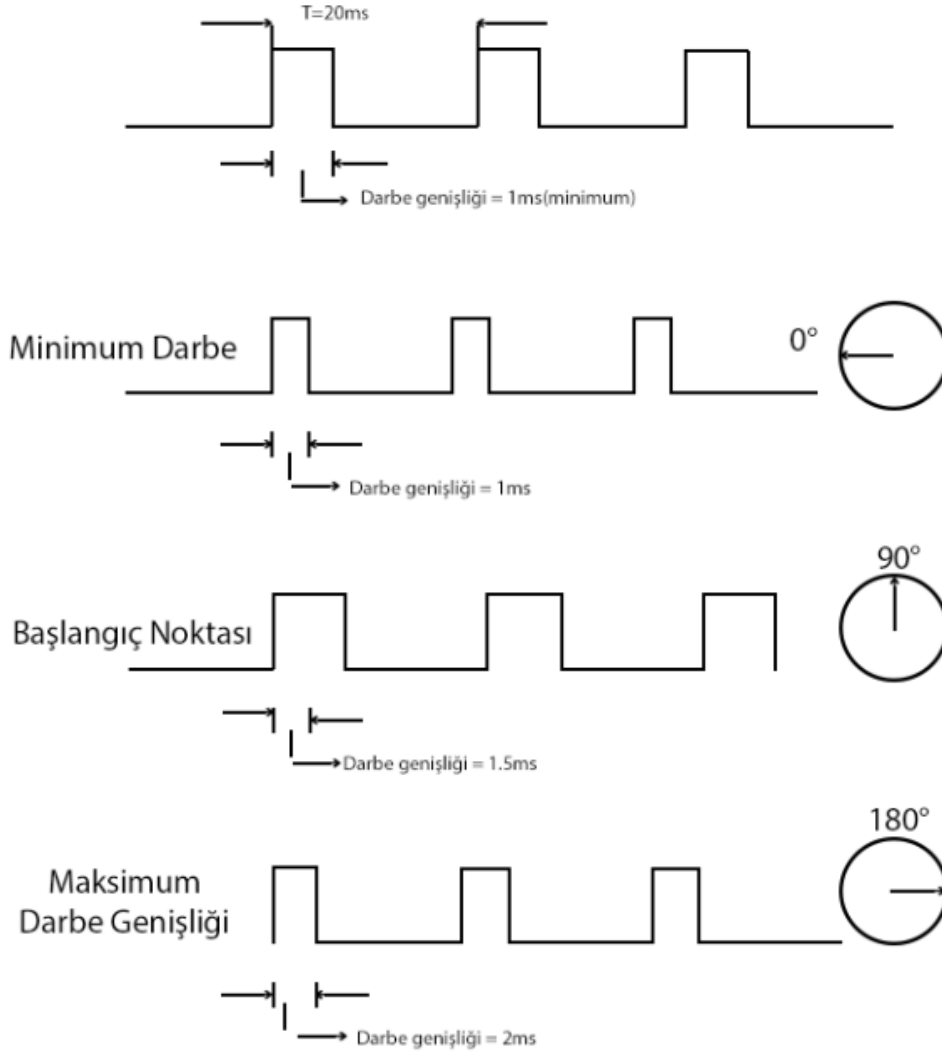 T=20ms
Darbe genişliği = 1ms(minimum)
Minimum Darbe
0°
Darbe genişliği = 1ms
90°
Başlangıç Noktası
Darbe genişliği = 1.5ms
180°
Maksimum
Darbe Genişliği
Darbe genişliği = 2ms